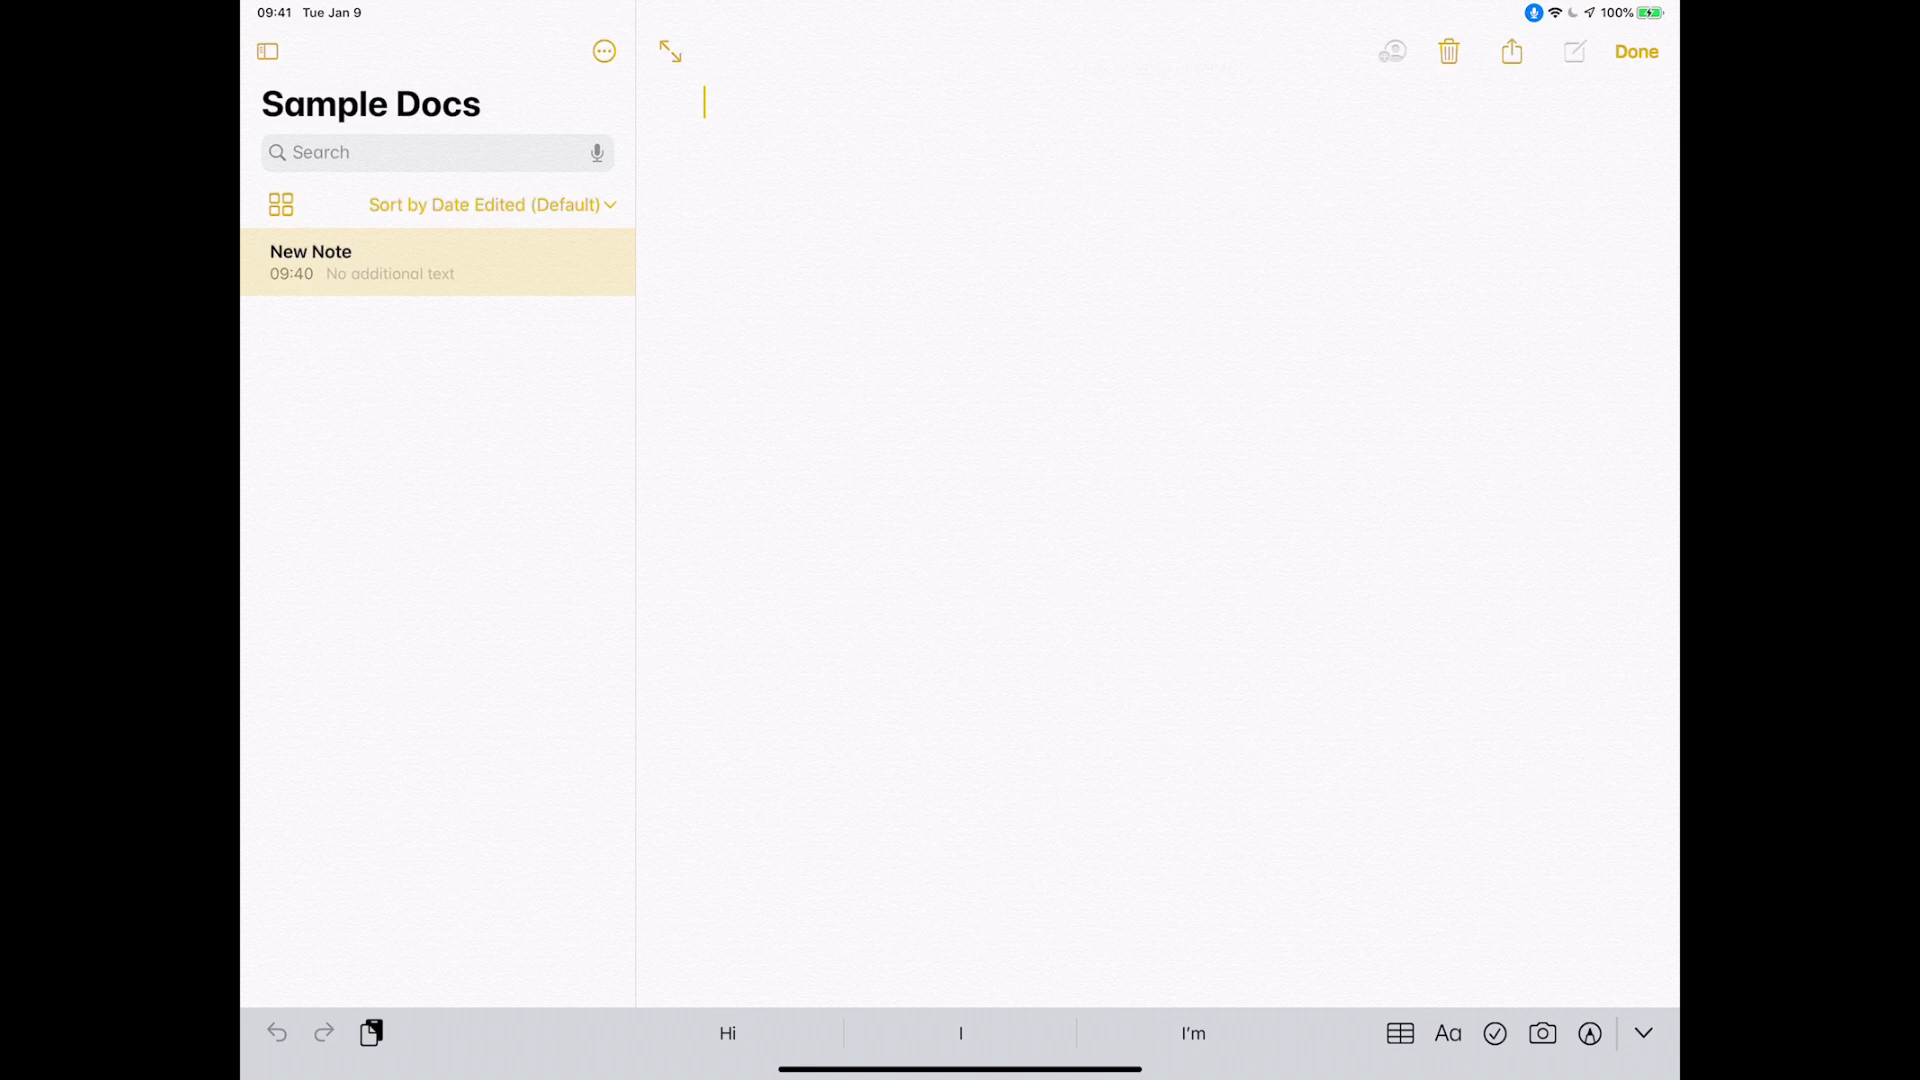 09:41 Tue Jan 9
100%
Done
Sample Docs
Search
Sort by Date Edited (Default)
New Note
09:40 No additional text
Hi
I
I'm
Aa